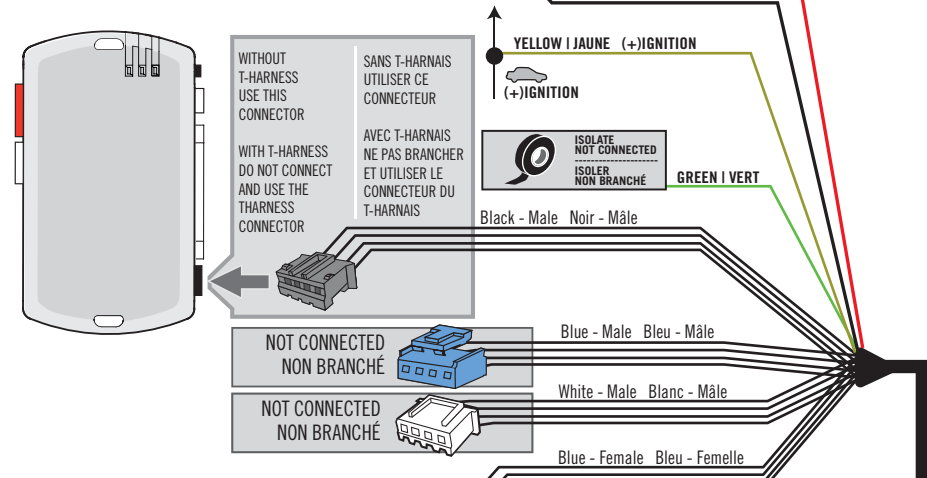 WITHOUT
T-HARNESS
USE THIS
CONNECTOR
WITH T-HARNESS
DO NOT CONNECT
AND USE THE
THARNESS
CONNECTOR
SANS T-HARNAIS
UTILISER CE
CONNECTEUR
AVEC T-HARNAIS
NE PAS BRANCHER
ET UTILISER LE
CONNECTEUR DU
T-HARNAIS
YELLOW | JAUNE (+)IGNITION
(+)IGNITION
ISOLATE
NOT CONNECTED
ISOLER
NON BRANCHÉ
GREEN | VERT
Black - Male Noir - Mâle
NOT CONNECTED
NON BRANCHÉ
Blue - Male Bleu - Mâle
NOT CONNECTED
NON BRANCHÉ
White - Male Blanc - Mâle
Blue - Female Bleu - Femelle